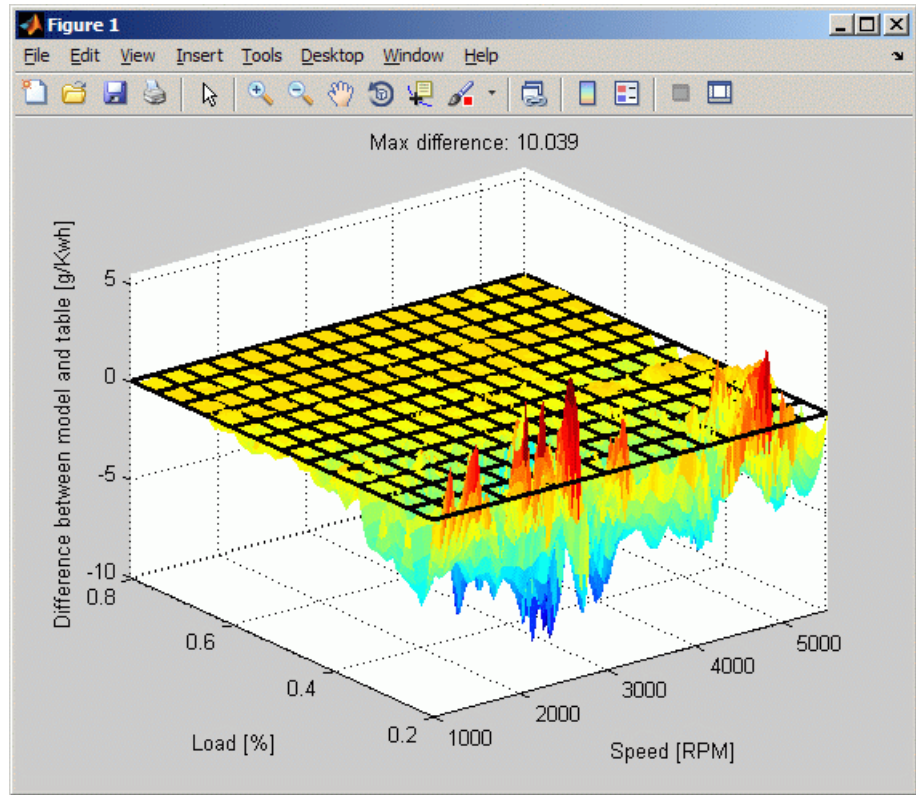 Figure 1
File Edit View Insert Tools Desktop Window Help
Max difference: 10.039
Difference between model and table [g/Kwh]
5
0
-5
-10
0.8
0.6
0.4
0.2
Load [%]
1000
2000
3000
4000
5000
Speed [RPM]